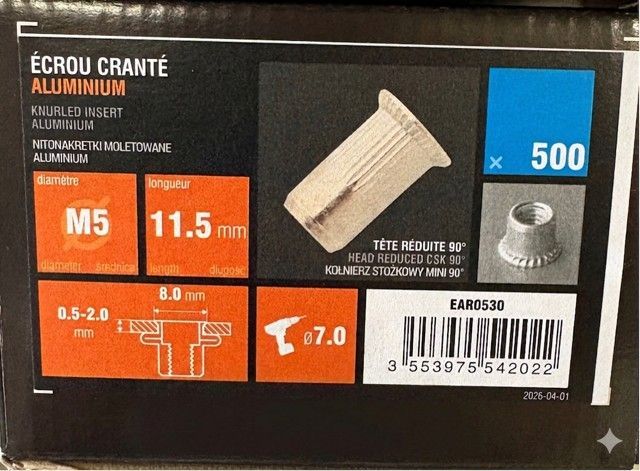 ÉCROU CRANTÉ
ALUMINIUM
KNURLED INSERT
ALUMINIUM
NITONAKRETKI MOLETOWANE
ALUMINIUM
diamètre
M5
diameter średnica
longueur
11.5 mm
length długość
TÊTE RÉDUITE 90°
HEAD REDUCED CSK 90°
KOŁNIERZ STOŻKOWY MINI 90°
x 500
0.5-2.0
mm
8.0 mm
Ø7.0
EAR0530
3 553975 542022
2026-04-01